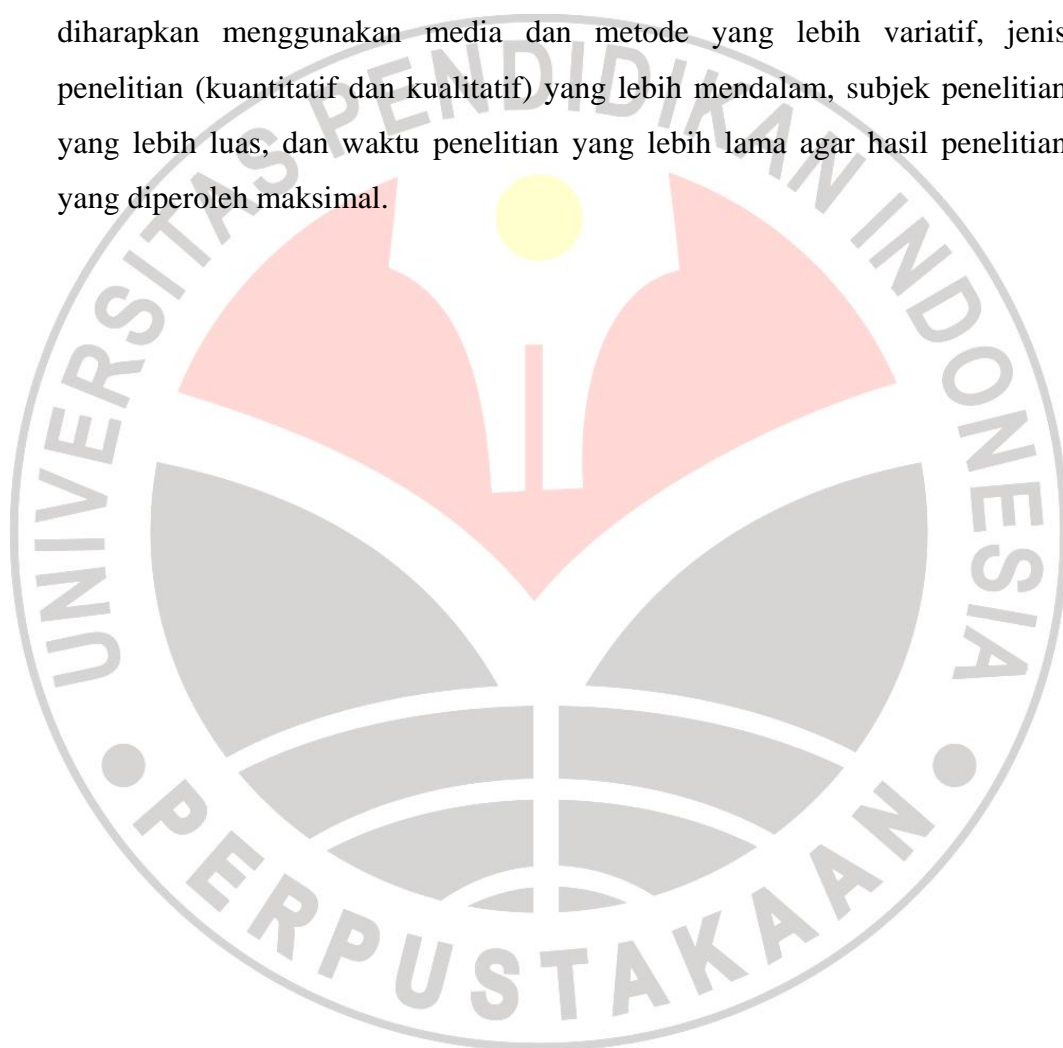 diharapkan menggunakan media dan metode yang lebih variatif, jenis
penelitian (kuantitatif dan kualitatif) yang lebih mendalam, subjek penelitian
yang lebih luas, dan waktu penelitian yang lebih lama agar hasil penelitian
yang diperoleh maksimal.
UNIVERSITAS PENDIDIKAN INDONESIA
PERPUSTAKAAN